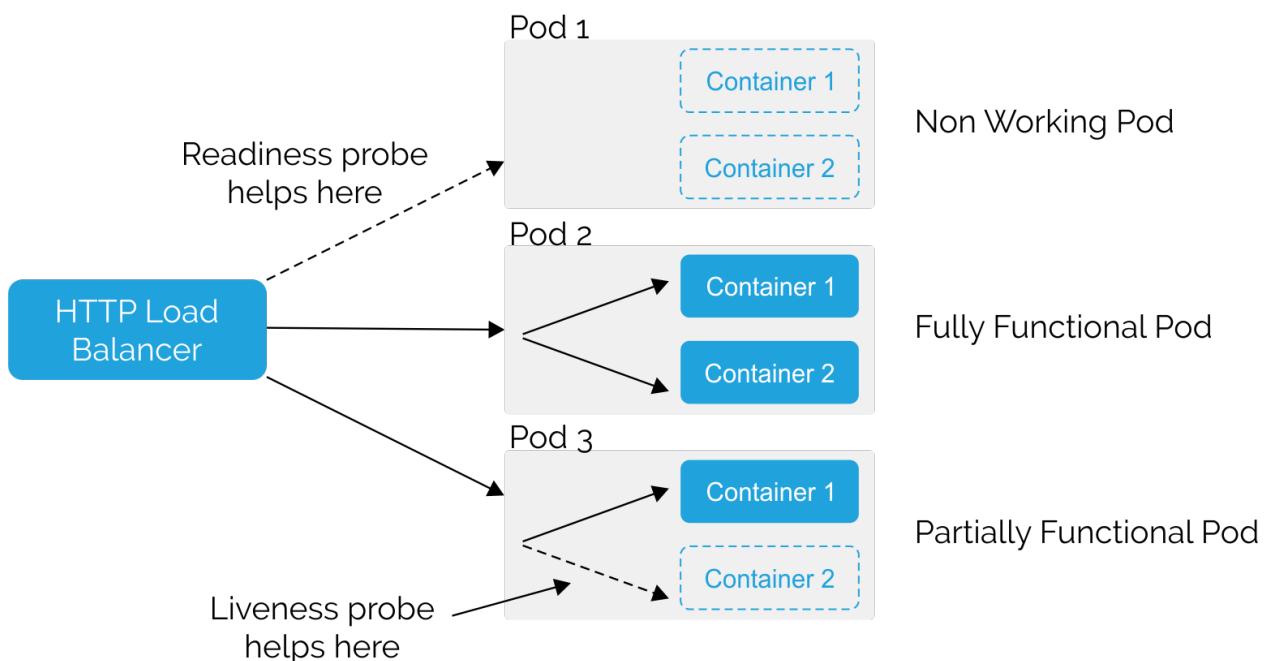 Pod 1
Container 1
Container 2
Non Working Pod
Readiness probe
helps here
HTTP Load
Balancer
Pod 2
Container 1
Container 2
Fully Functional Pod
Pod 3
Container 1
Container 2
Partially Functional Pod
Liveness probe
helps here